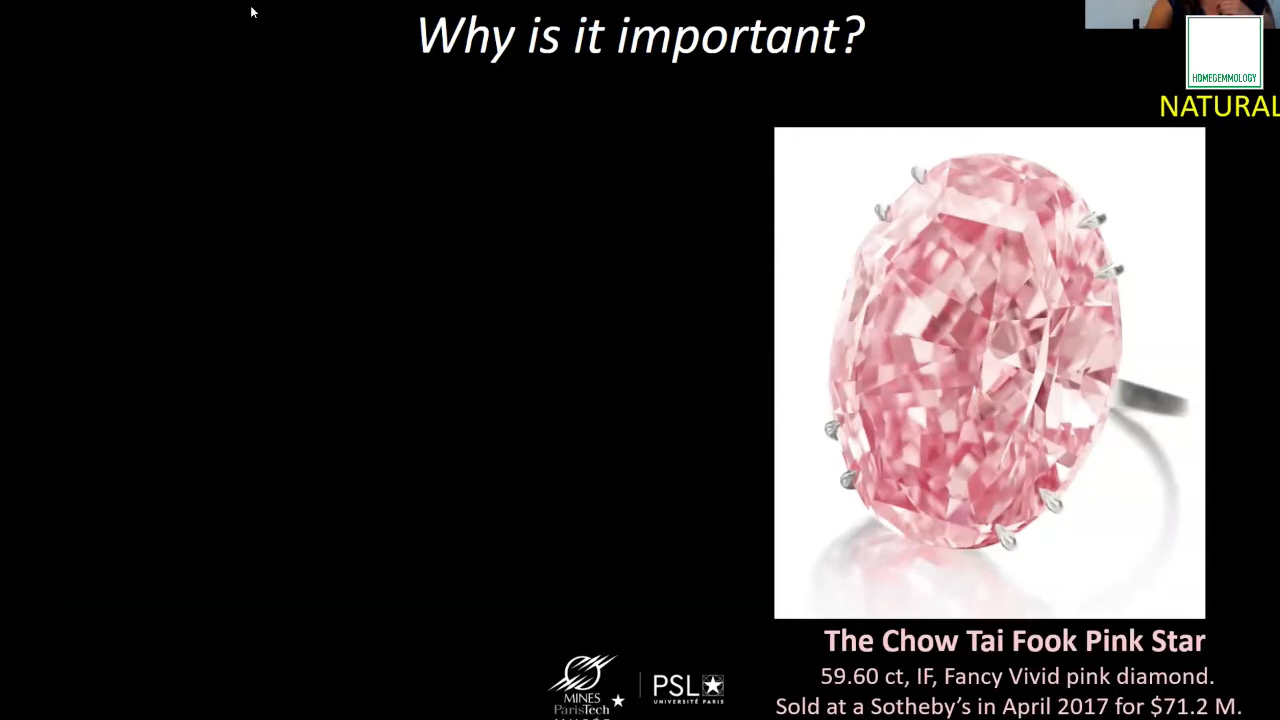 Why is it important?
HOMEGEMMOLOGY
NATURAL
The Chow Tai Fook Pink Star
59.60 ct, IF, Fancy Vivid pink diamond.
Sold at a Sotheby's in April 2017 for $71.2 M.
MINES
ParisTech
PSL
UNIVERSITÉ PARIS